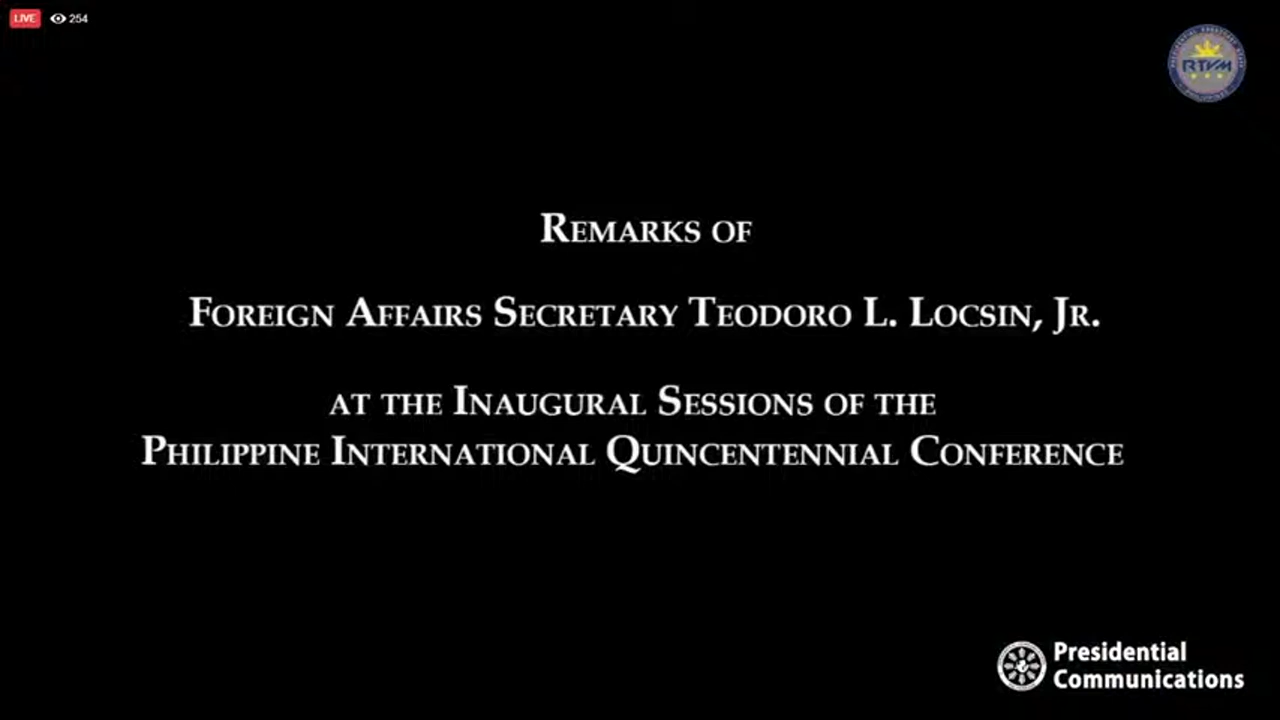 LIVE 254
RTVM
REMARKS OF
FOREIGN AFFAIRS SECRETARY TEODORO L. LOCSIN, JR.
AT THE INAUGURAL SESSIONS OF THE
PHILIPPINE INTERNATIONAL QUINCENTENNIAL CONFERENCE
Presidential
Communications